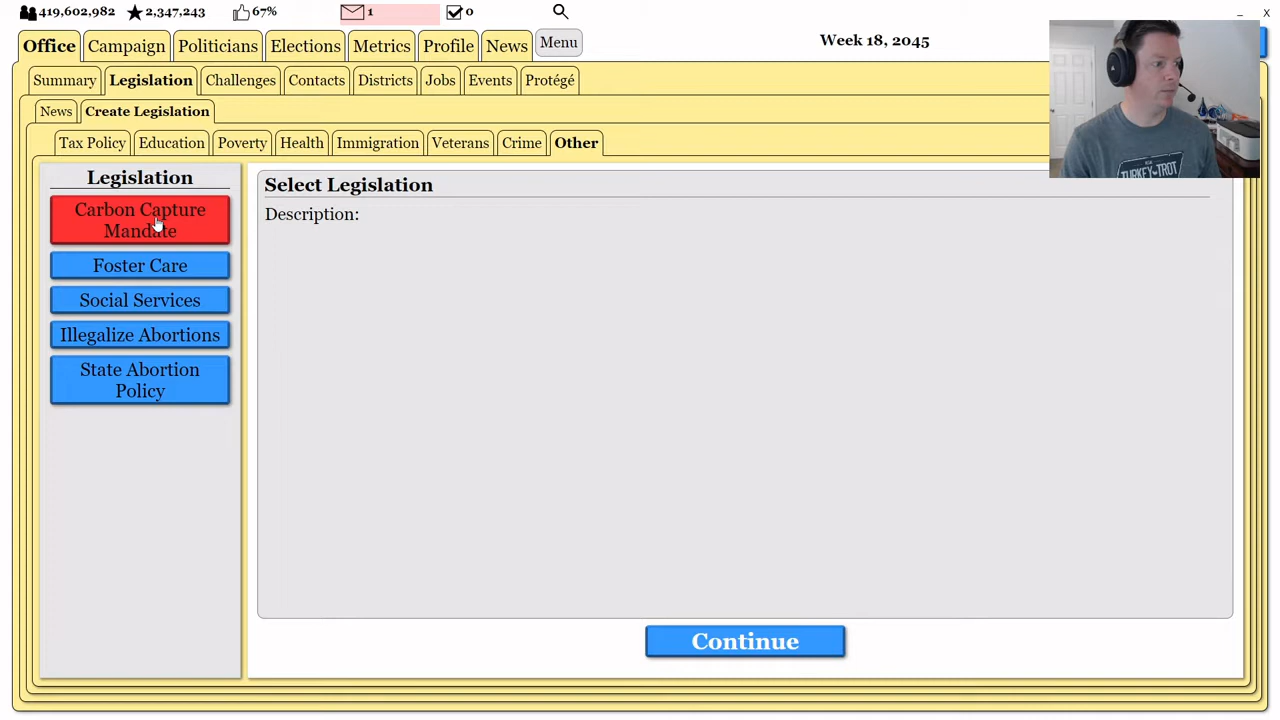 419,602,982 2,347,243 67% 1 0
Office Campaign Politicians Elections Metrics Profile News Menu
Week 18, 2045
_ X
Summary Legislation Challenges Contacts Districts Jobs Events Protégé
News Create Legislation
Tax Policy Education Poverty Health Immigration Veterans Crime Other
Legislation
Carbon Capture
Mandate
Foster Care
Social Services
Illegalize Abortions
State Abortion
Policy
Select Legislation
Description:
Continue
TURKEY TROT